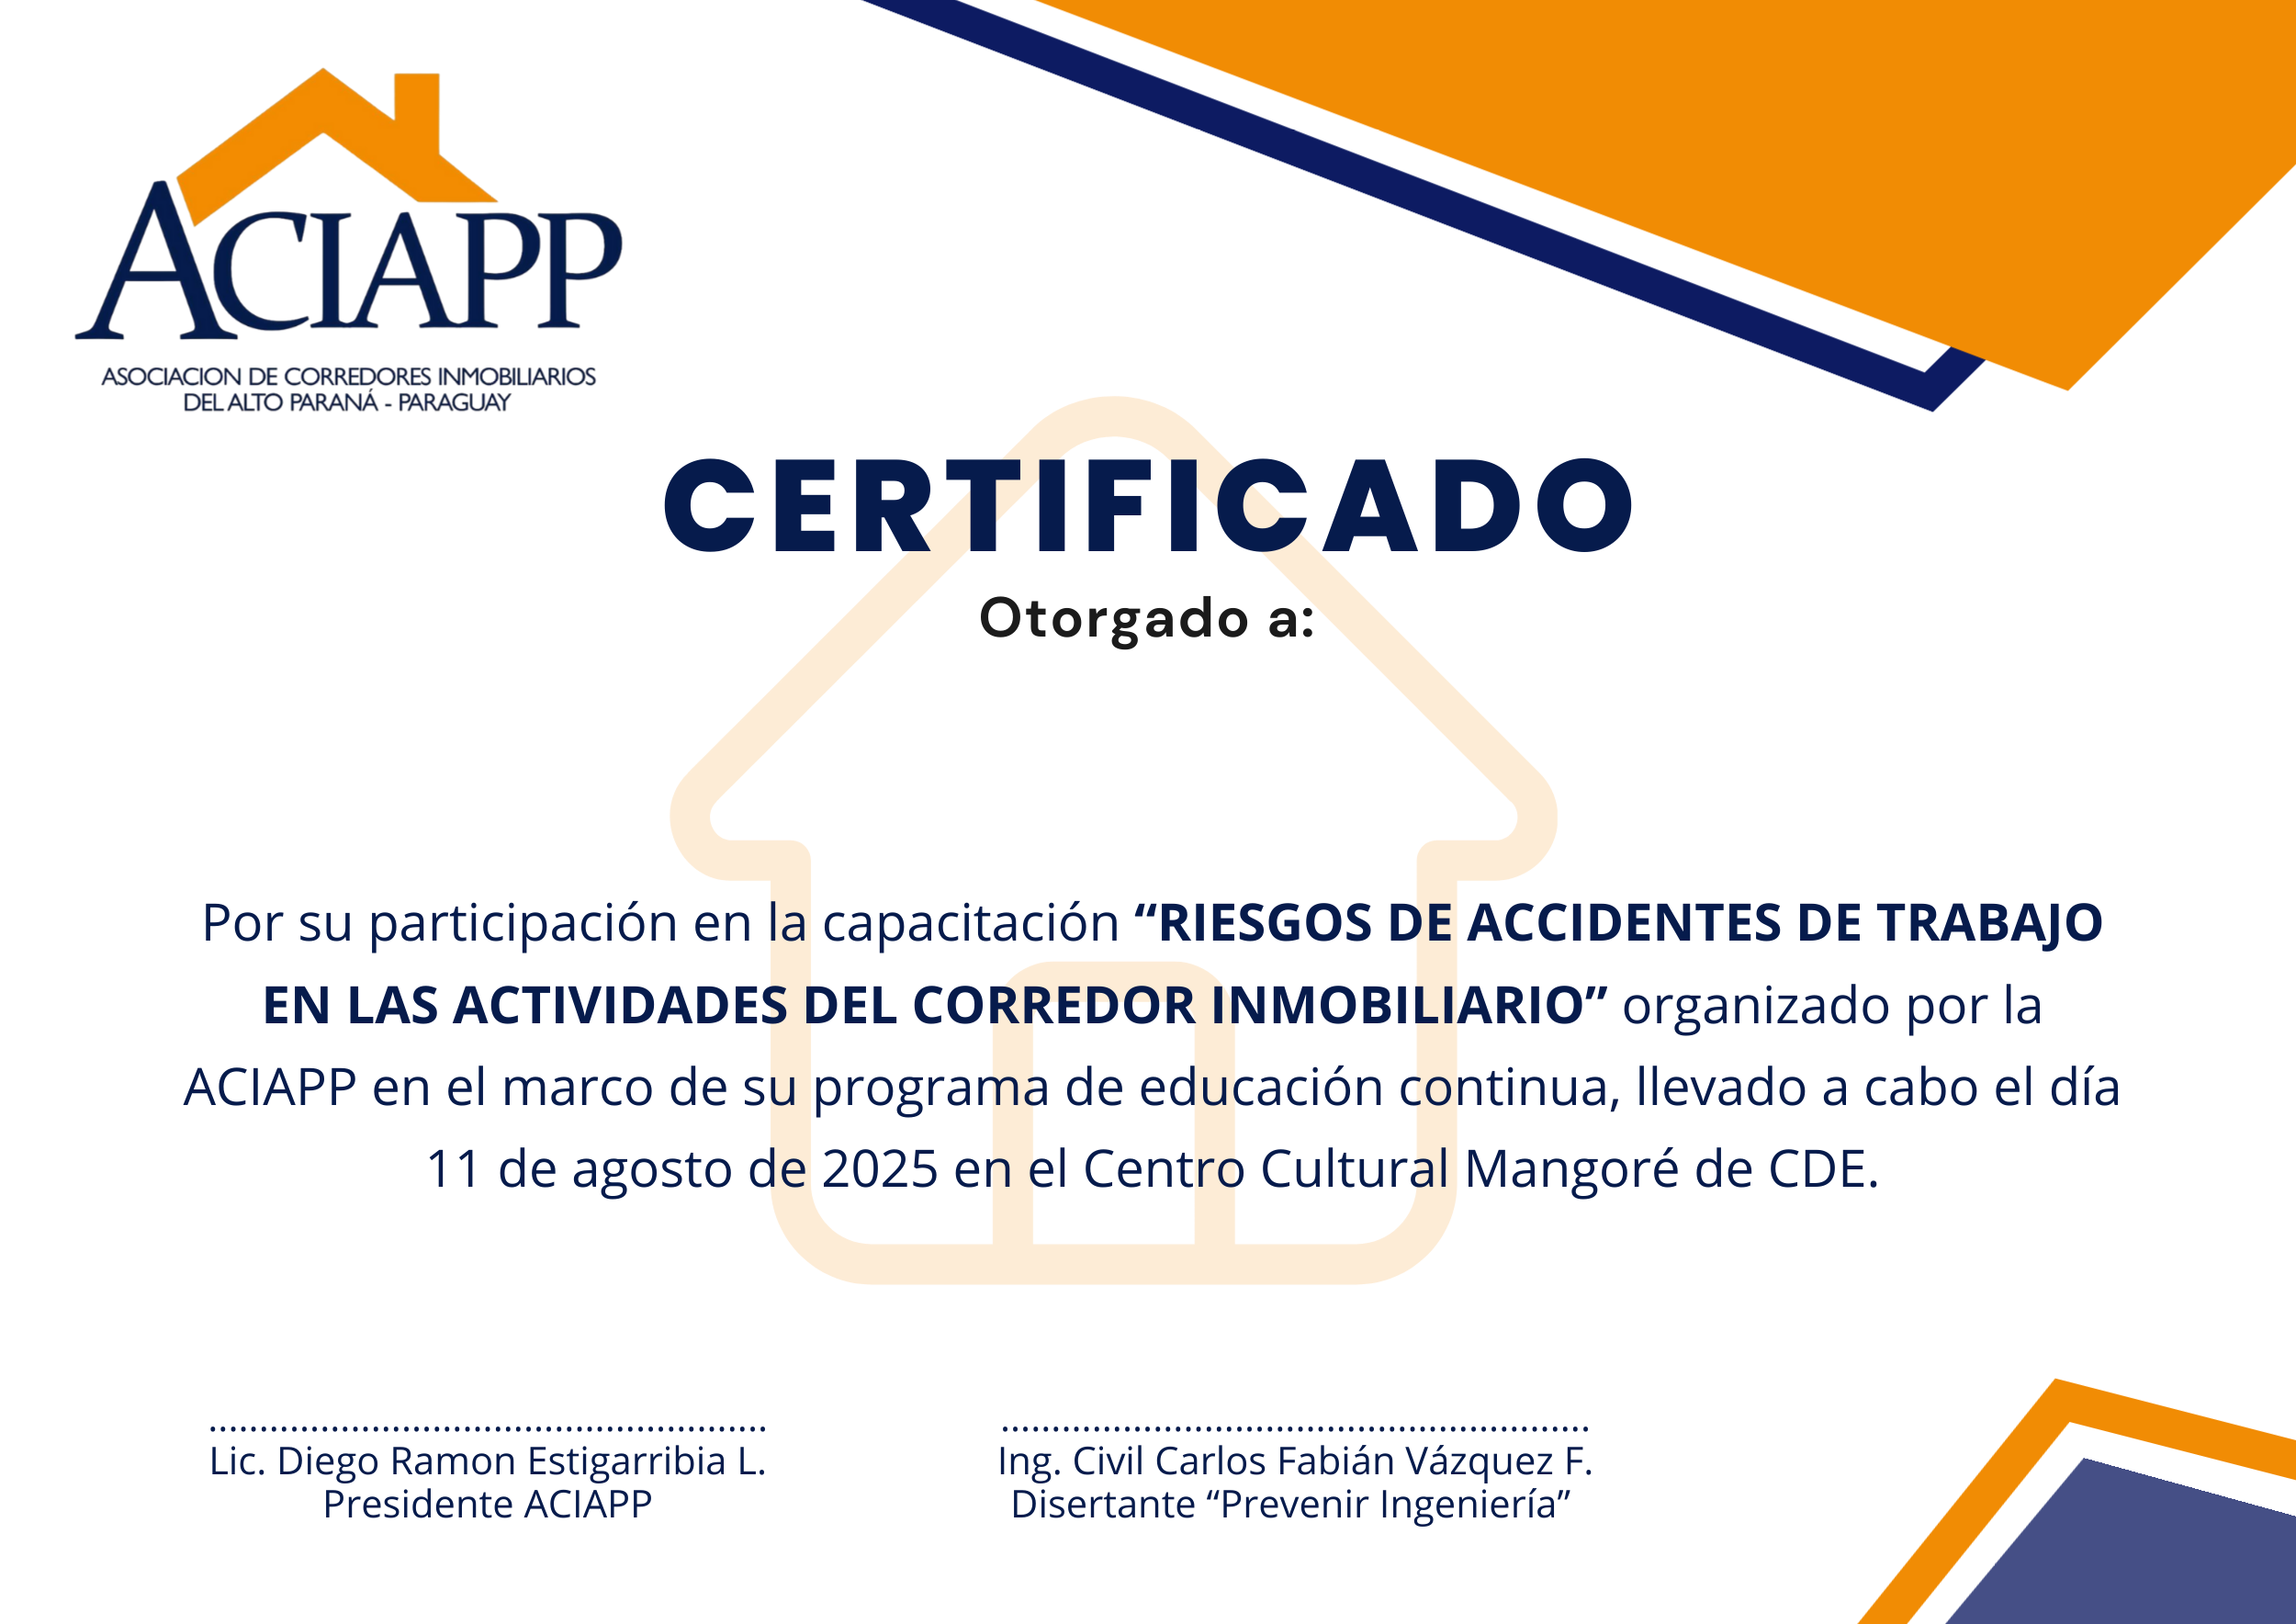 ACIAPP
ASOCIACION DE CORREDORES INMOBILIARIOS
DEL ALTO PARANÁ - PARAGUAY
CERTIFICADO
Otorgado a:
Por su participación en la capacitación “RIESGOS DE ACCIDENTES DE TRABAJO
EN LAS ACTIVIDADES DEL CORREDOR INMOBILIARIO” organizado por la
ACIAPP en el marco de su programa de educación continua, llevado a cabo el día
11 de agosto de 2025 en el Centro Cultural Mangoré de CDE.
Lic. Diego Ramon Estigarribia L.
Presidente ACIAPP
Ing. Civil Carlos Fabián Vázquez F.
Disertante “Prevenir Ingeniería”